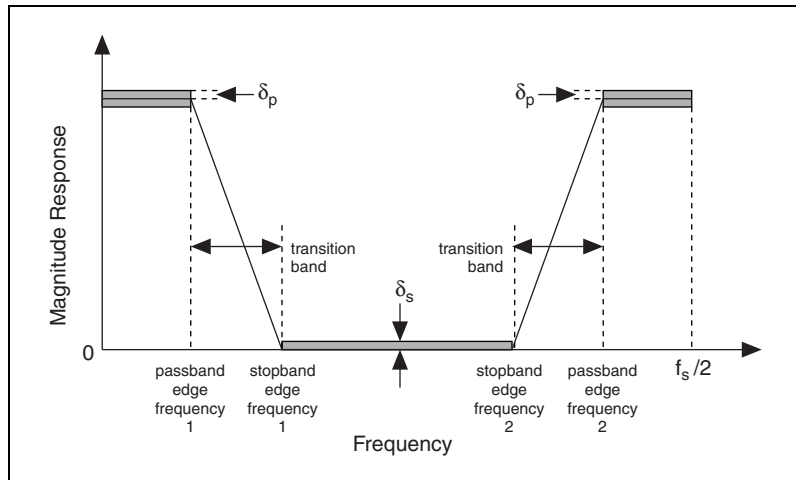 Magnitude Response
δp
δp
transition
band
transition
band
δs
0
passband
edge
frequency
1
stopband
edge
frequency
1
stopband
edge
frequency
2
passband
edge
frequency
2
fs/2
Frequency